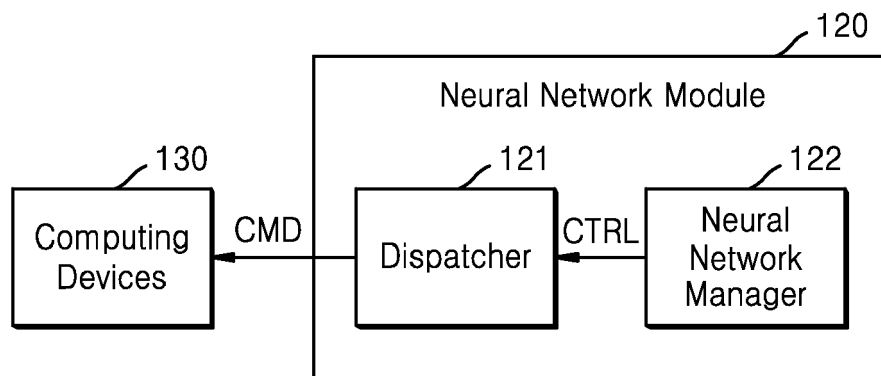 120
Neural Network Module
130
121
122
Computing
Devices
CMD
Dispatcher
CTRL
Neural
Network
Manager